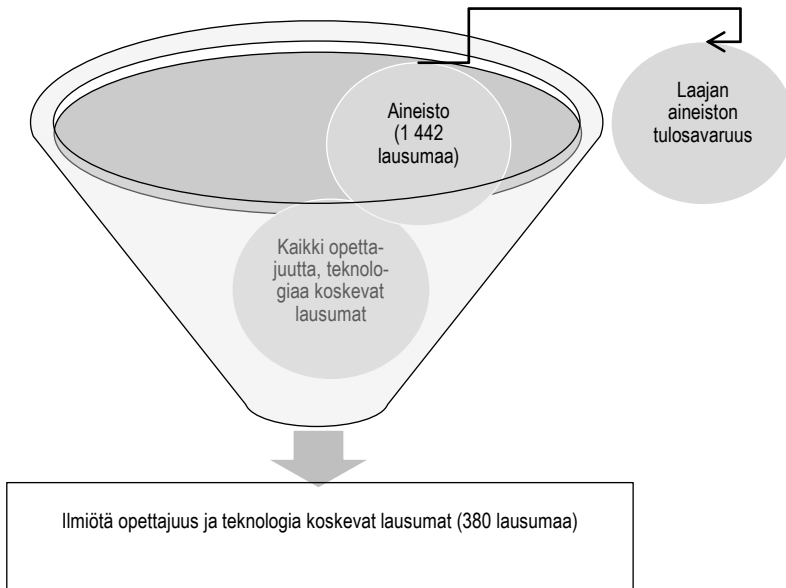 Aineisto
(1 442
lausumaa)
Laajan
aineiston
tulosavaruus
Kaikki opetta-
juutta, teknolo-
giaa koskevat
lausumat
Ilmiötä opettajuus ja teknologia koskevat lausumat (380 lausumaa)